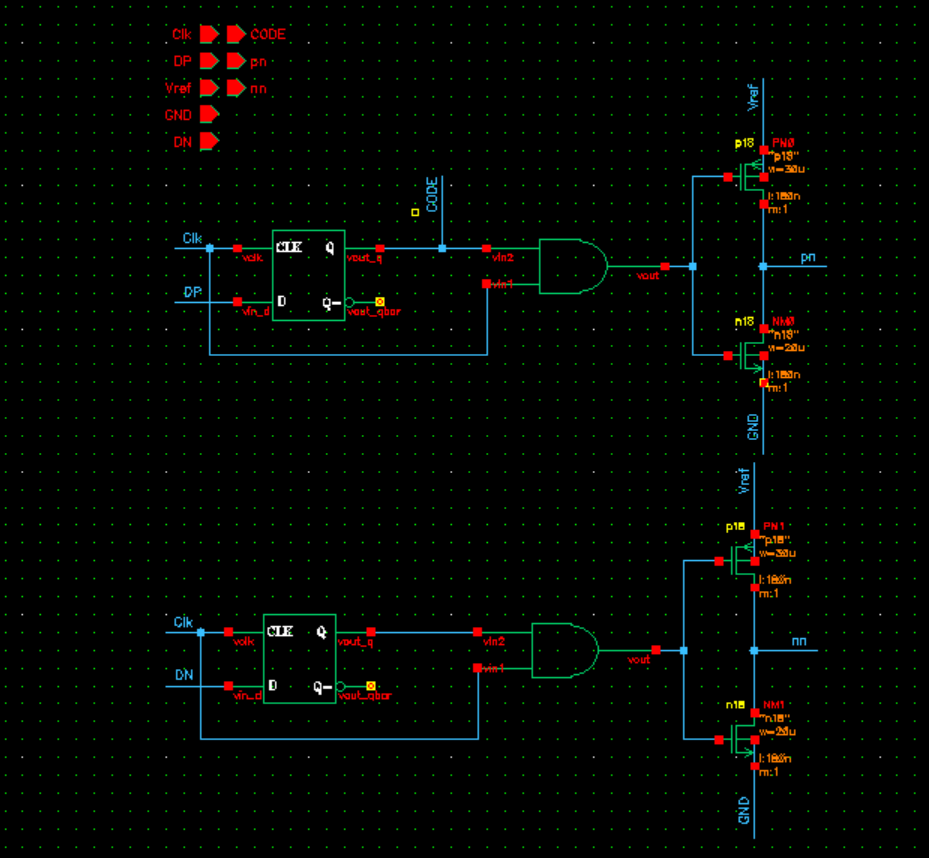 Clk CODE
DP pn
Vref nn
GND
DN
Vref
p18 PM0
"p18"
w=30u
l:180n
m:1
CODE
Clk
CLK Q
vclk vout_q
vin2
vin1
vout
pn
DP
D Q-
vin_d vout_qbar
n18 NM0
"n18"
w=20u
l:180n
m:1
GND
Vref
p18 PM1
"p18"
w=30u
l:180n
m:1
Clk
CLK Q
vclk vout_q
vin2
vin1
vout
nn
DN
D Q-
vin_d vout_qbar
n18 NM1
"n18"
w=20u
l:180n
m:1
GND